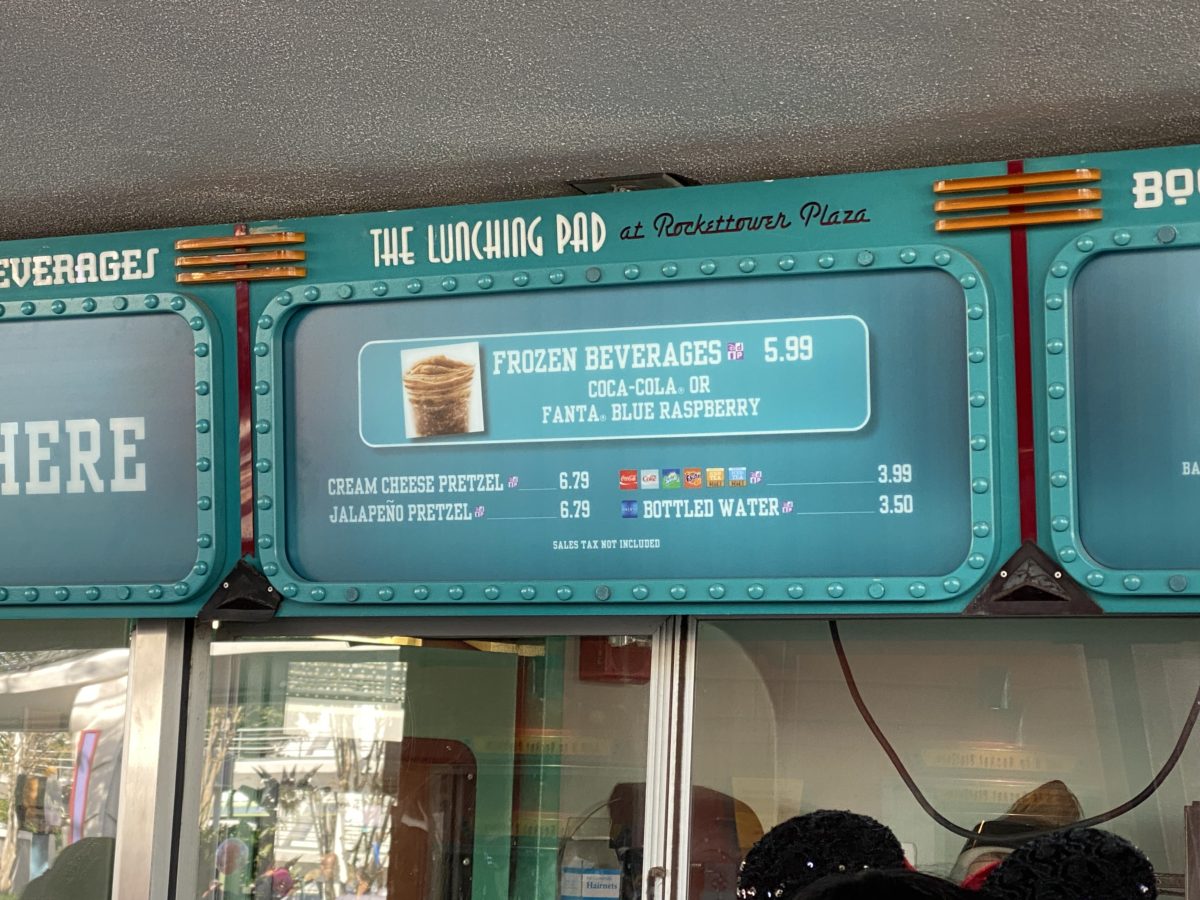 EVERAGES
THE LUNCHING PAD at Rockettower Plaza
BO
HERE
FROZEN BEVERAGES 5.99
COCA-COLA® OR
FANTA® BLUE RASPBERRY
CREAM CHEESE PRETZEL 6.79
JALAPEÑO PRETZEL 6.79
3.99
BOTTLED WATER 3.50
SALES TAX NOT INCLUDED
BA
Hairnets